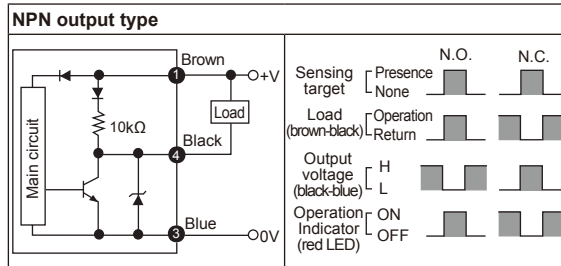 NPN output type
Brown
1
+V
Load
10kΩ
Black
4
Main circuit
Blue
3
0V
N.O. N.C.
Sensing target Presence None
Load (brown-black) Operation Return
Output voltage (black-blue) H L
Operation Indicator (red LED) ON OFF